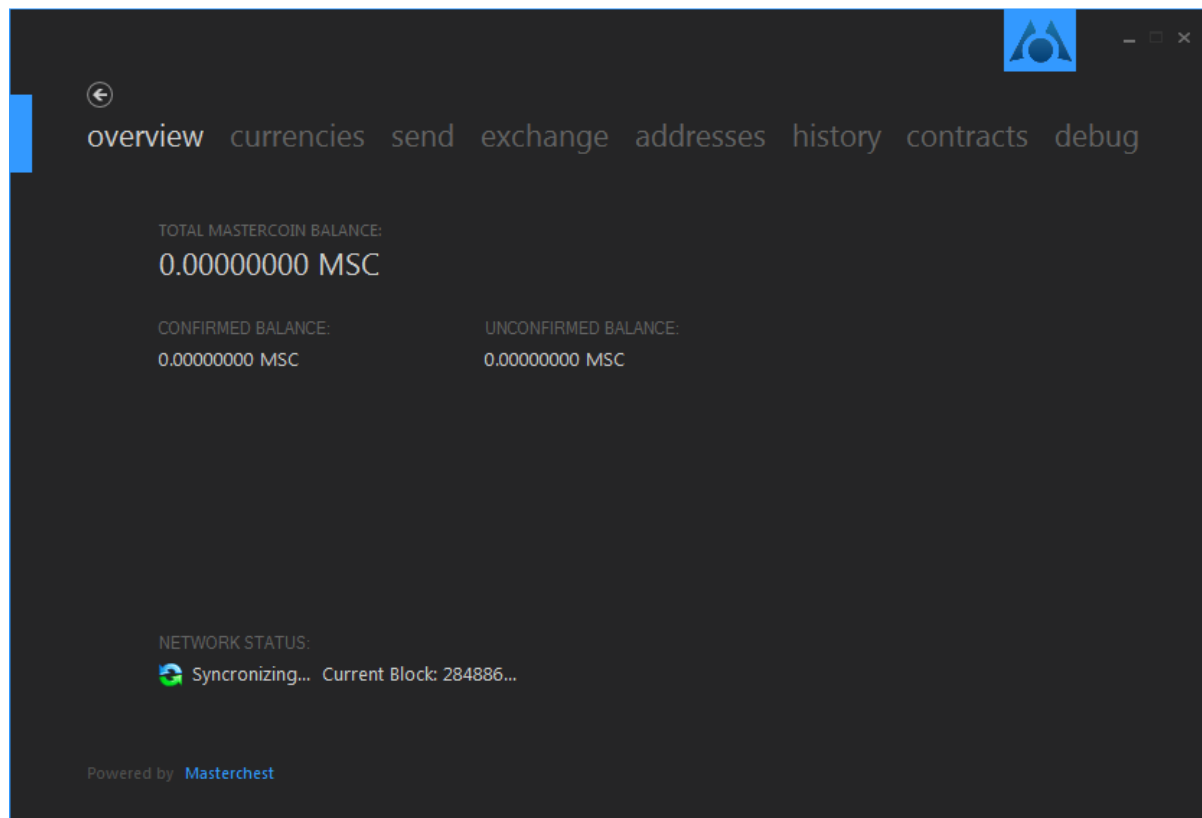 overview currencies send exchange addresses history contracts debug
TOTAL MASTERCOIN BALANCE:
0.00000000 MSC
CONFIRMED BALANCE: UNCONFIRMED BALANCE:
0.00000000 MSC 0.00000000 MSC
NETWORK STATUS:
Syncronizing... Current Block: 284886...
Powered by Masterchest